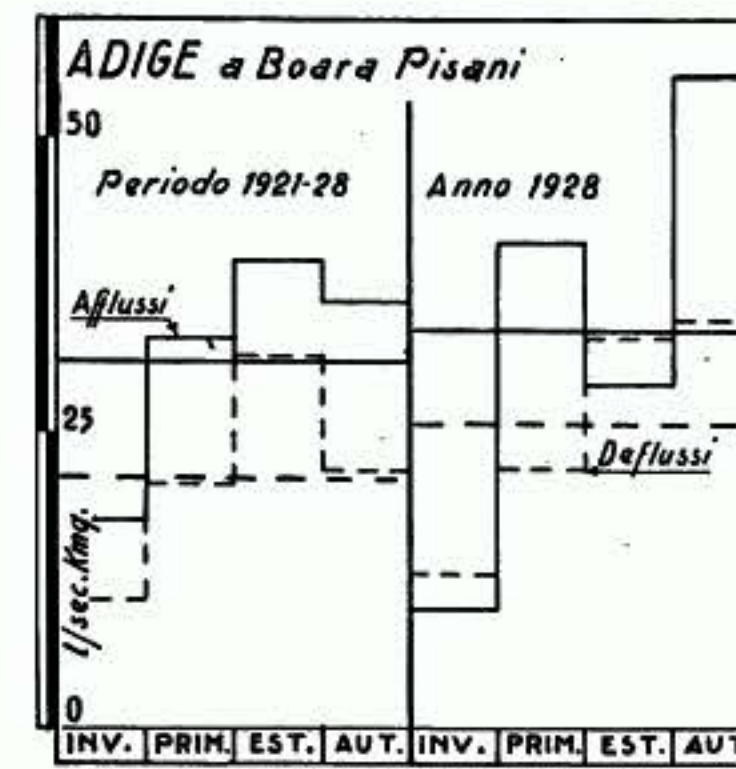 ADIGE a Boara Pisani
50
Periodo 1921-28
Anno 1928
Afflussi
25
Deflussi
l/sec.Kmq.
0
INV. PRIM. EST. AUT. INV. PRIM. EST. AUT